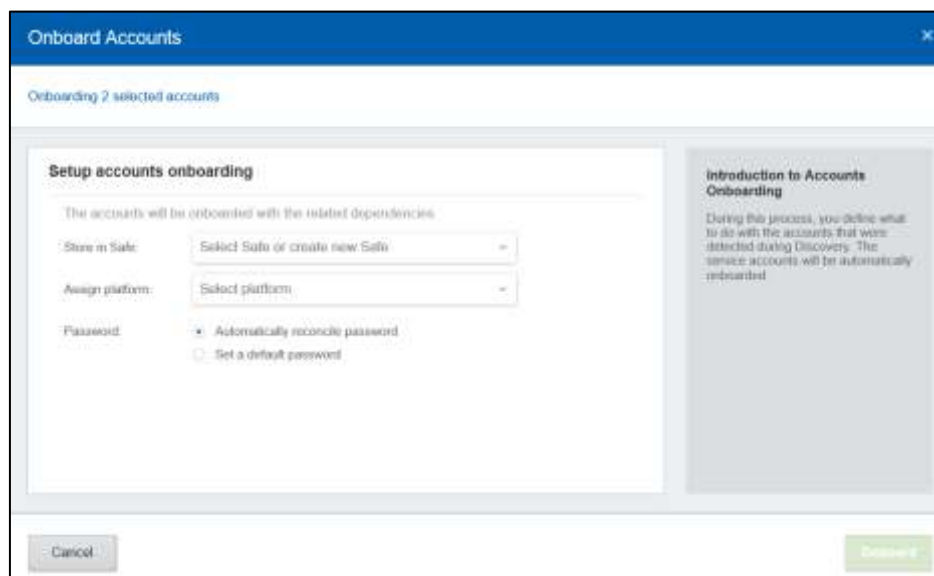 Onboard Accounts
×
Onboarding 2 selected accounts
Setup accounts onboarding
The accounts will be onboarded with the related dependencies
Store in Safe: Select Safe or create new Safe
Assign platform: Select platform
Password: Automatically reconcile password
Set a default password
Introduction to Accounts
Onboarding
During this process, you define what
to do with the accounts that were
detected during Discovery. The
service accounts will be automatically
onboarded
Cancel
Onboard